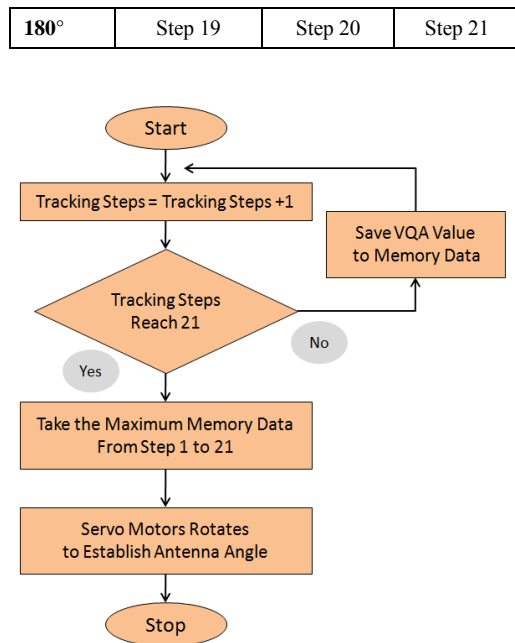 180° Step 19 Step 20 Step 21
Start
Tracking Steps = Tracking Steps +1
Save VQA Value
to Memory Data
Tracking Steps
Reach 21
No
Yes
Take the Maximum Memory Data
From Step 1 to 21
Servo Motors Rotates
to Establish Antenna Angle
Stop